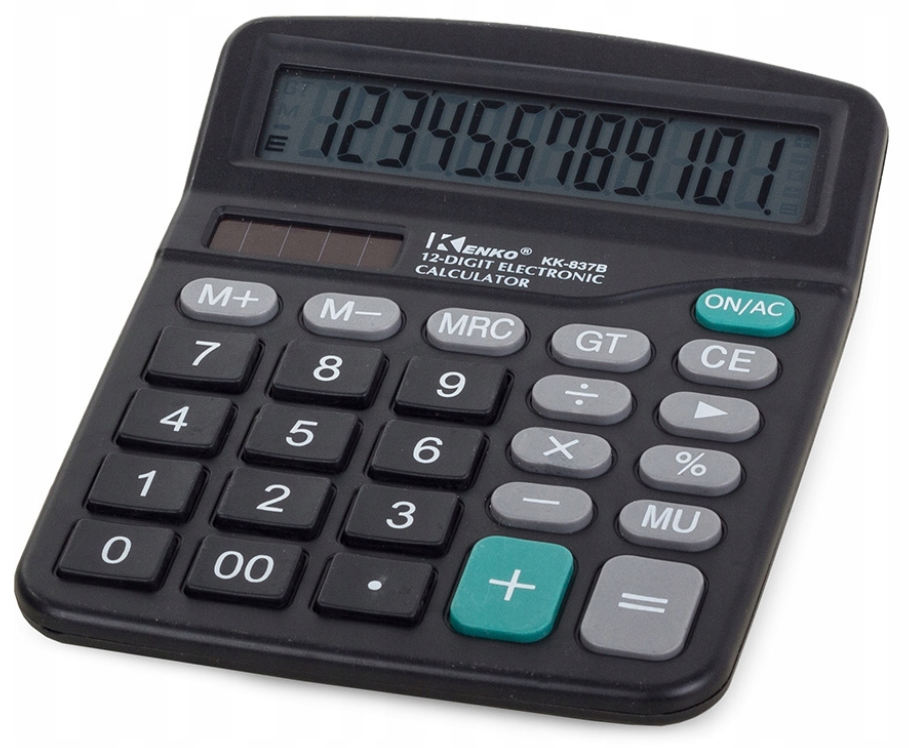 GT
M
E
123456789101.
KENKO® KK-837B
12-DIGIT ELECTRONIC
CALCULATOR
ON/AC
M+ M− MRC GT CE
7 8 9 ÷ ▶
4 5 6 × %
1 2 3 − MU
0 00 . + =